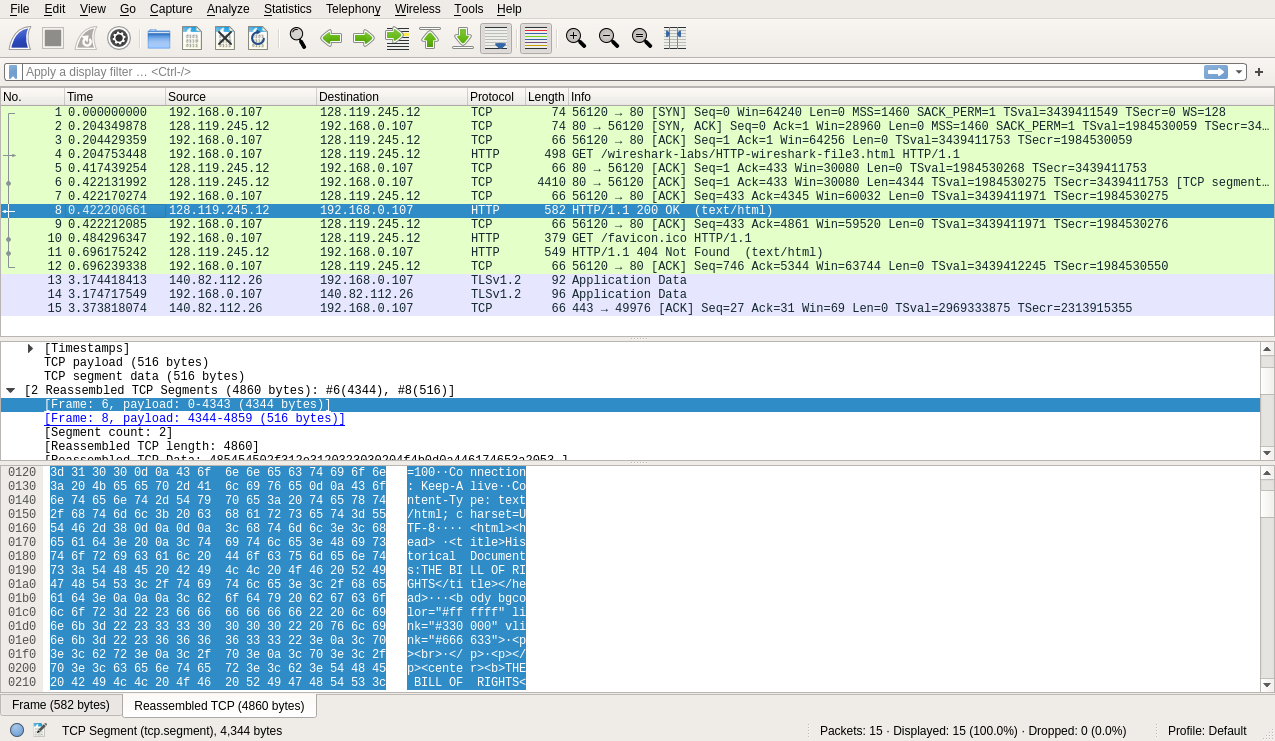 File Edit View Go Capture Analyze Statistics Telephony Wireless Tools Help
Apply a display filter … <Ctrl-/>
No. Time Source Destination Protocol Length Info
1 0.000000000 192.168.0.107 128.119.245.12 TCP 74 56120 → 80 [SYN] Seq=0 Win=64240 Len=0 MSS=1460 SACK_PERM=1 TSval=3439411549 TSecr=0 WS=128
2 0.204349878 128.119.245.12 192.168.0.107 TCP 74 80 → 56120 [SYN, ACK] Seq=0 Ack=1 Win=28960 Len=0 MSS=1460 SACK_PERM=1 TSval=1984530059 TSecr=34…
3 0.204429359 192.168.0.107 128.119.245.12 TCP 66 56120 → 80 [ACK] Seq=1 Ack=1 Win=64256 Len=0 TSval=3439411753 TSecr=1984530059
4 0.204753448 192.168.0.107 128.119.245.12 HTTP 498 GET /wireshark-labs/HTTP-wireshark-file3.html HTTP/1.1
5 0.417439254 128.119.245.12 192.168.0.107 TCP 66 80 → 56120 [ACK] Seq=1 Ack=433 Win=30080 Len=0 TSval=1984530268 TSecr=3439411753
6 0.422131992 128.119.245.12 192.168.0.107 TCP 4410 80 → 56120 [ACK] Seq=1 Ack=433 Win=30080 Len=4344 TSval=1984530275 TSecr=3439411753 [TCP segment…
7 0.422170274 192.168.0.107 128.119.245.12 TCP 66 56120 → 80 [ACK] Seq=433 Ack=4345 Win=60032 Len=0 TSval=3439411971 TSecr=1984530275
8 0.422200661 128.119.245.12 192.168.0.107 HTTP 582 HTTP/1.1 200 OK (text/html)
9 0.422212085 192.168.0.107 128.119.245.12 TCP 66 56120 → 80 [ACK] Seq=433 Ack=4861 Win=59520 Len=0 TSval=3439411971 TSecr=1984530276
10 0.484296347 192.168.0.107 128.119.245.12 HTTP 379 GET /favicon.ico HTTP/1.1
11 0.696175242 128.119.245.12 192.168.0.107 HTTP 549 HTTP/1.1 404 Not Found (text/html)
12 0.696239338 192.168.0.107 128.119.245.12 TCP 66 56120 → 80 [ACK] Seq=746 Ack=5344 Win=63744 Len=0 TSval=3439412245 TSecr=1984530550
13 3.174418413 140.82.112.26 192.168.0.107 TLSv1.2 92 Application Data
14 3.174717549 192.168.0.107 140.82.112.26 TLSv1.2 96 Application Data
15 3.373818074 140.82.112.26 192.168.0.107 TCP 66 443 → 49976 [ACK] Seq=27 Ack=31 Win=69 Len=0 TSval=2969333875 TSecr=2313915355
[Timestamps]
TCP payload (516 bytes)
TCP segment data (516 bytes)
[2 Reassembled TCP Segments (4860 bytes): #6(4344), #8(516)]
[Frame: 6, payload: 0-4343 (4344 bytes)]
[Frame: 8, payload: 4344-4859 (516 bytes)]
[Segment count: 2]
[Reassembled TCP length: 4860]
[Reassembled TCP Data: 485454502f312e3120323030204f4b0d0a446174653a2053…]
0120 3d 31 30 30 0d 0a 43 6f 6e 6e 65 63 74 69 6f 6e =100··Co nnection
0130 3a 20 4b 65 65 70 2d 41 6c 69 76 65 0d 0a 43 6f : Keep-A live··Co
0140 6e 74 65 6e 74 2d 54 79 70 65 3a 20 74 65 78 74 ntent-Ty pe: text
0150 2f 68 74 6d 6c 3b 20 63 68 61 72 73 65 74 3d 55 /html; c harset=U
0160 54 46 2d 38 0d 0a 0d 0a 3c 68 74 6d 6c 3e 3c 68 TF-8···· <html><h
0170 65 61 64 3e 20 0a 3c 74 69 74 6c 65 3e 48 69 73 ead> ·<t itle>His
0180 74 6f 72 69 63 61 6c 20 44 6f 63 75 6d 65 6e 74 torical Document
0190 73 3a 54 48 45 20 42 49 4c 4c 20 4f 46 20 52 49 s:THE BI LL OF RI
01a0 47 48 54 53 3c 2f 74 69 74 6c 65 3e 3c 2f 68 65 GHTS</ti tle></he
01b0 61 64 3e 0a 0a 0a 3c 62 6f 64 79 20 62 67 63 6f ad>···<b ody bgco
01c0 6c 6f 72 3d 22 23 66 66 66 66 66 66 22 20 6c 69 lor="#ff ffff" li
01d0 6e 6b 3d 22 23 33 33 30 30 30 30 22 20 76 6c 69 nk="#330 000" vli
01e0 6e 6b 3d 22 23 36 36 36 36 33 33 22 3e 0a 3c 70 nk="#666 633">·<p
01f0 3e 3c 62 72 3e 0a 3c 2f 70 3e 0a 3c 70 3e 3c 2f ><br>·</ p>·<p></
0200 70 3e 3c 63 65 6e 74 65 72 3e 3c 62 3e 54 48 45 p><cente r><b>THE
0210 20 42 49 4c 4c 20 4f 46 20 52 49 47 48 54 53 3c BILL OF RIGHTS<
Frame (582 bytes) Reassembled TCP (4860 bytes)
TCP Segment (tcp.segment), 4,344 bytes Packets: 15 · Displayed: 15 (100.0%) · Dropped: 0 (0.0%) Profile: Default